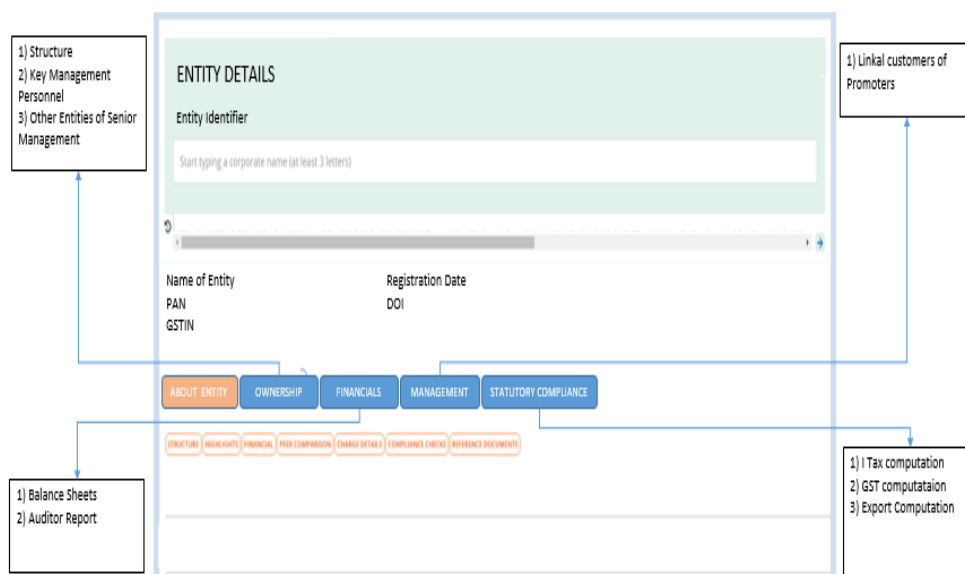 1) Structure
2) Key Management
Personnel
3) Other Entities of Senior
Management
1) Linkal customers of
Promoters
ENTITY DETAILS
Entity Identifier
Start typing a corporate name (at least 3 letters)
Name of Entity
Registration Date
PAN
DOI
GSTIN
ABOUT ENTITY
OWNERSHIP
FINANCIALS
MANAGEMENT
STATUTORY COMPLIANCE
STRUCTURE
HIGHLIGHTS
FINANCIAL
PEER COMPARISON
CHARGE DETAILS
COMPLIANCE CHECKS
REFERENCE DOCUMENTS
1) Balance Sheets
2) Auditor Report
1) I Tax computation
2) GST computataion
3) Export Computation